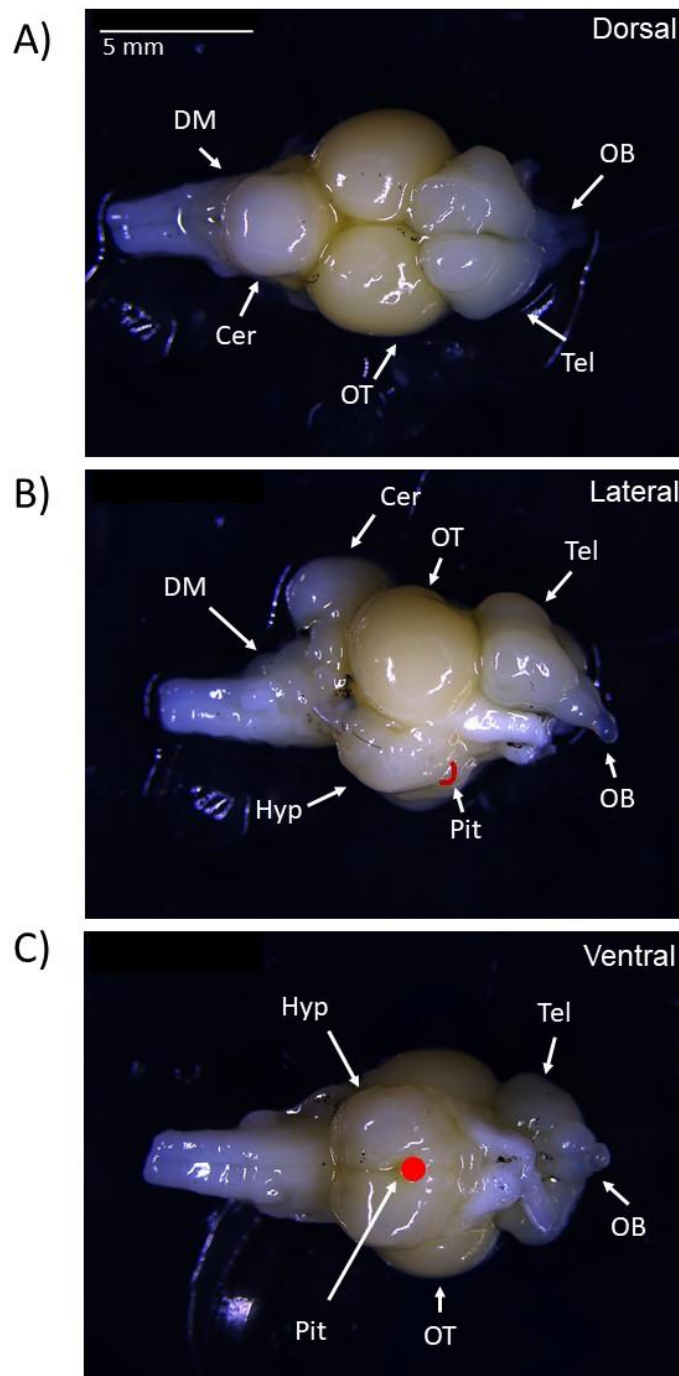 A)
Dorsal
5 mm
DM
OB
Cer
OT
Tel
B)
Lateral
Cer
OT
Tel
DM
Hyp
Pit
OB
C)
Ventral
Hyp
Tel
OB
Pit
OT